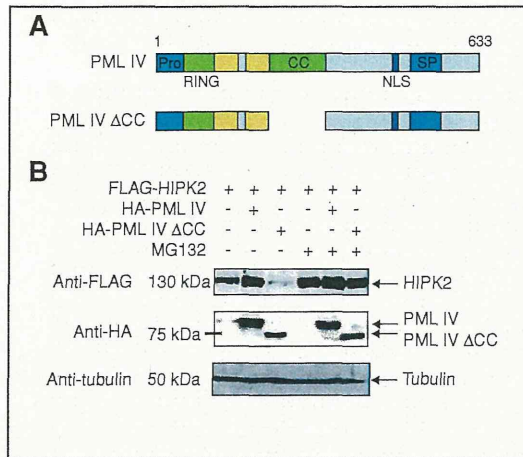 A
1 633
PML IV Pro CC SP
RING NLS
PML IV ΔCC
B
FLAG-HIPK2 + + + + + +
HA-PML IV - + - - + -
HA-PML IV ΔCC - - + - - +
MG132 - - - + + +
Anti-FLAG 130 kDa HIPK2
Anti-HA 75 kDa PML IV
PML IV ΔCC
Anti-tubulin 50 kDa Tubulin